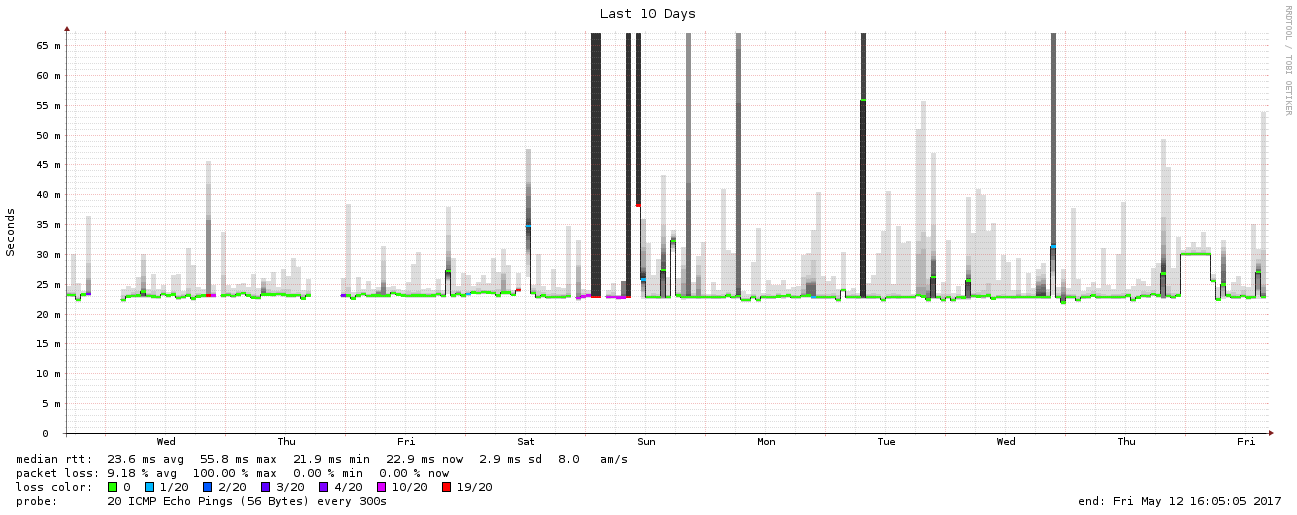 Last 10 Days
RRDTOOL / TOBI OETIKER
Seconds
65 m
60 m
55 m
50 m
45 m
40 m
35 m
30 m
25 m
20 m
15 m
10 m
5 m
0
Wed Thu Fri Sat Sun Mon Tue Wed Thu Fri
median rtt: 23.6 ms avg 55.8 ms max 21.9 ms min 22.9 ms now 2.9 ms sd 8.0 am/s
packet loss: 9.18 % avg 100.00 % max 0.00 % min 0.00 % now
loss color: 0 1/20 2/20 3/20 4/20 10/20 19/20
probe: 20 ICMP Echo Pings (56 Bytes) every 300s end: Fri May 12 16:05:05 2017